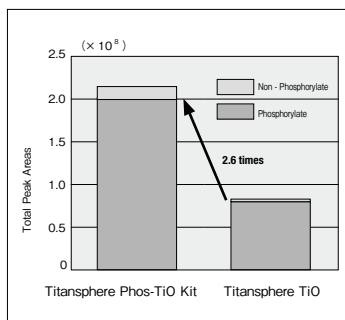 (× 10⁸)
2.5
2.0
1.5
1.0
0.5
0
Total Peak Areas
Non - Phosphorylate
Phosphorylate
2.6 times
Titansphere Phos-TiO Kit
Titansphere TiO